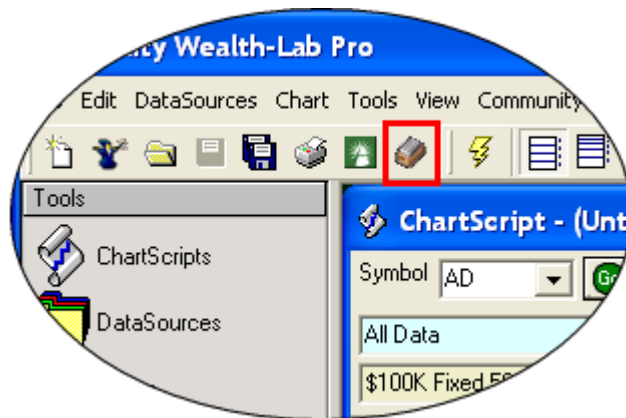 Wealth-Lab Pro
Edit DataSources Chart Tools View Community
Tools
ChartScripts
DataSources
ChartScript - (Unt
Symbol AD Go
All Data
$100K Fixed